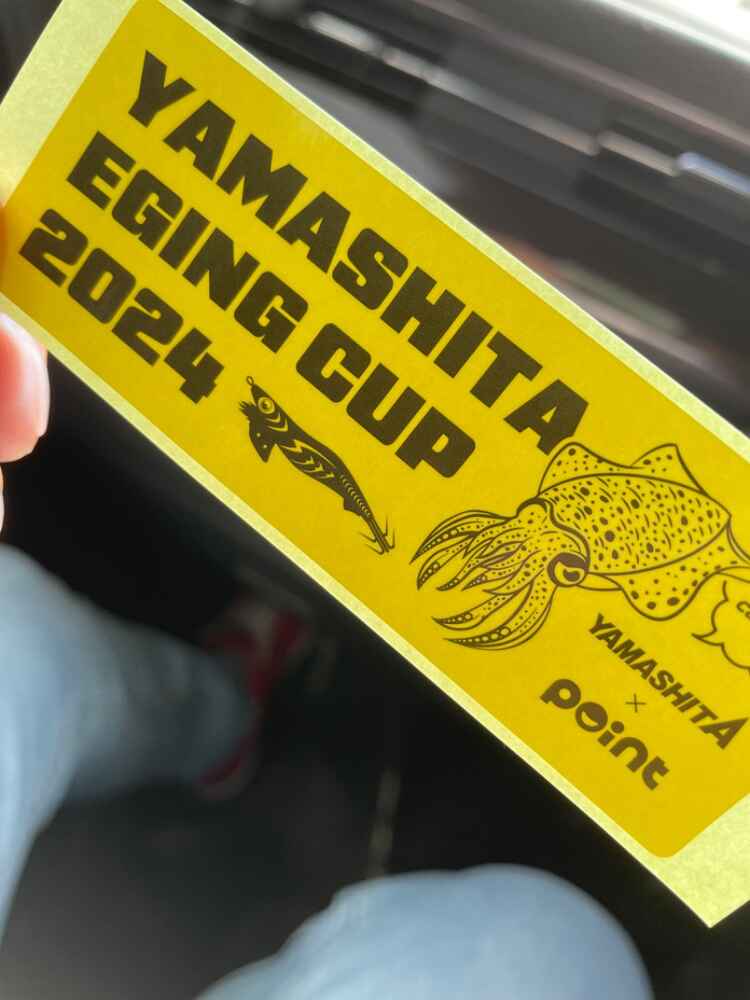 YAMASHITA
EGING CUP
2024
YAMASHITA
×
point